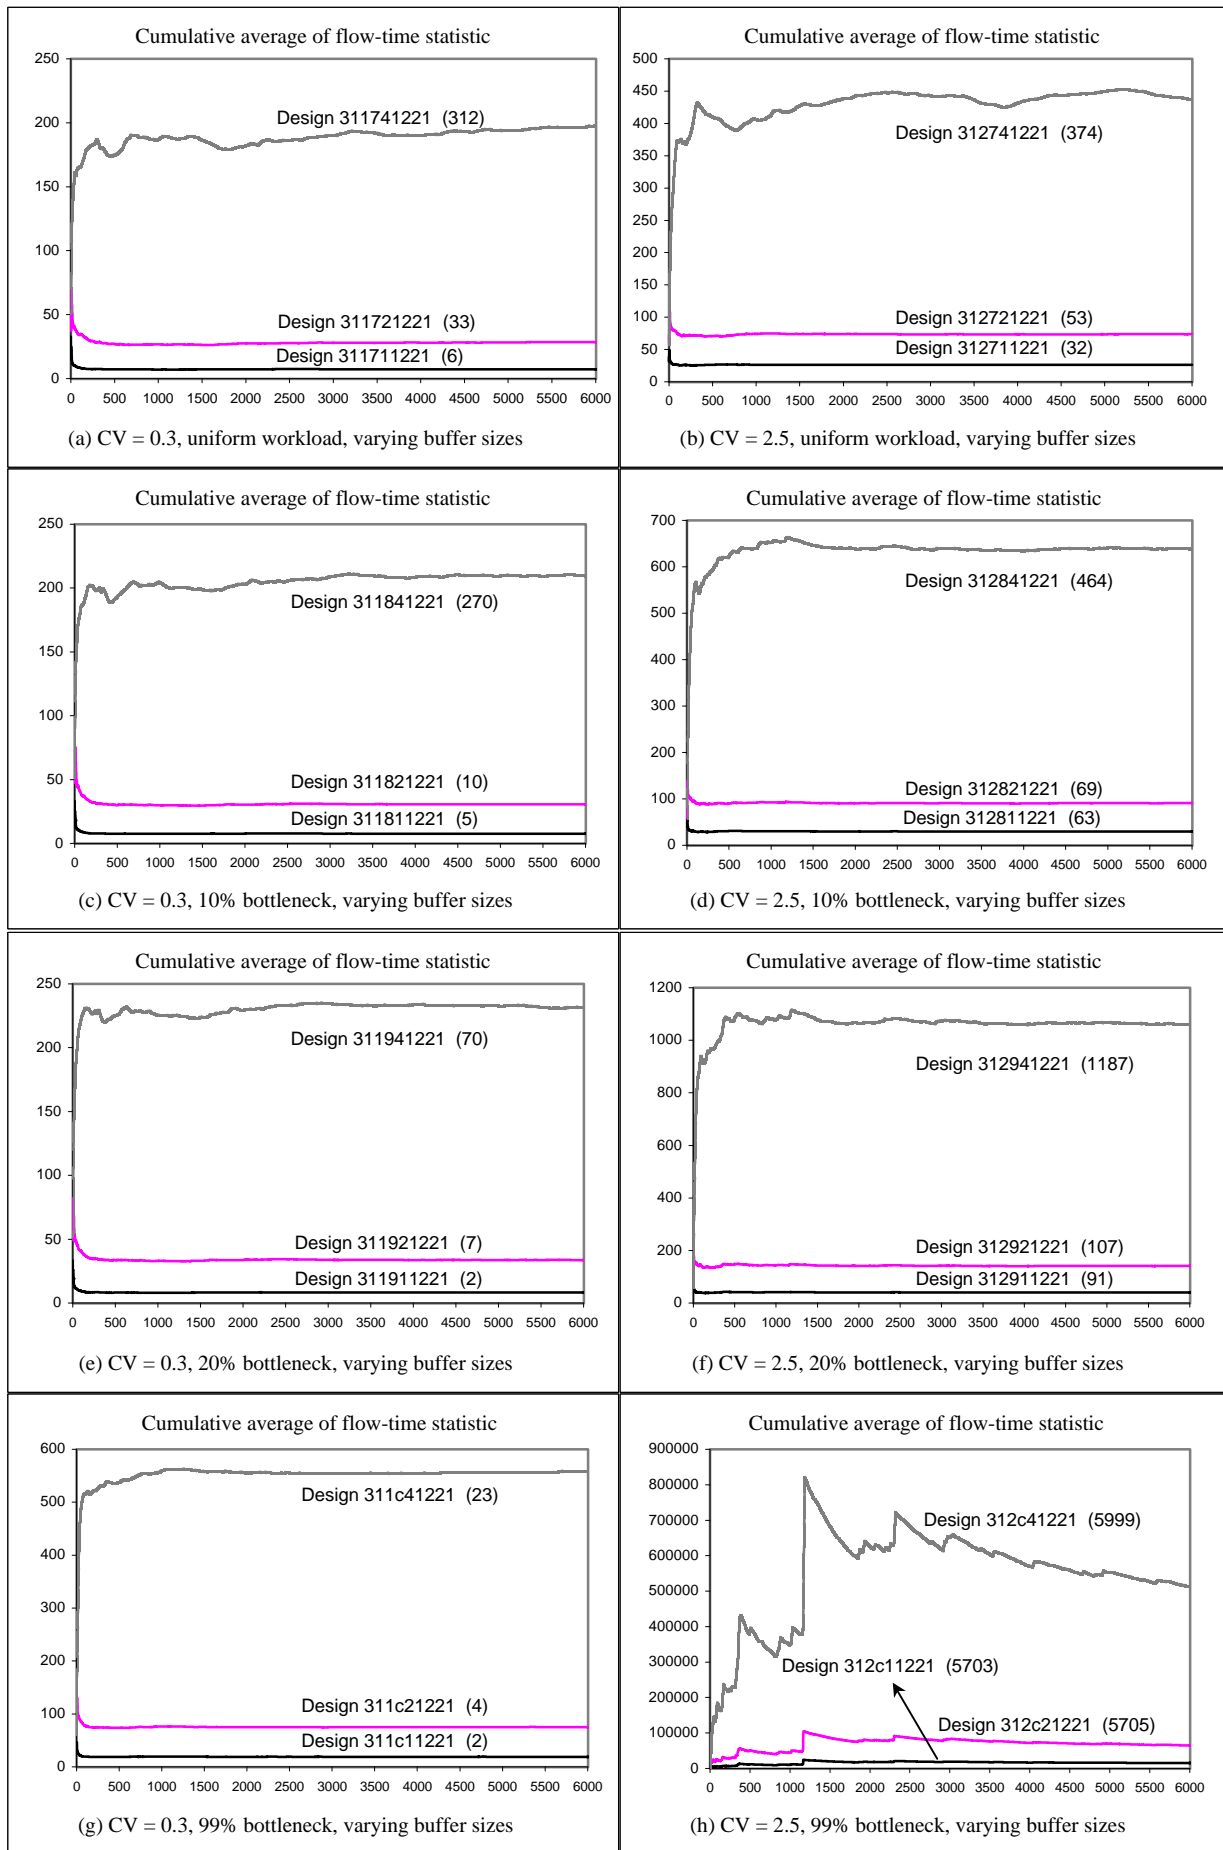 Cumulative average of flow-time statistic
250
200
150
100
50
0
Design 311741221 (312)
Design 311721221 (33)
Design 311711221 (6)
0 500 1000 1500 2000 2500 3000 3500 4000 4500 5000 5500 6000
(a) CV = 0.3, uniform workload, varying buffer sizes
Cumulative average of flow-time statistic
500
450
400
350
300
250
200
150
100
50
0
Design 312741221 (374)
Design 312721221 (53)
Design 312711221 (32)
0 500 1000 1500 2000 2500 3000 3500 4000 4500 5000 5500 6000
(b) CV = 2.5, uniform workload, varying buffer sizes
Cumulative average of flow-time statistic
250
200
150
100
50
0
Design 311841221 (270)
Design 311821221 (10)
Design 311811221 (5)
0 500 1000 1500 2000 2500 3000 3500 4000 4500 5000 5500 6000
(c) CV = 0.3, 10% bottleneck, varying buffer sizes
Cumulative average of flow-time statistic
700
600
500
400
300
200
100
0
Design 312841221 (464)
Design 312821221 (69)
Design 312811221 (63)
0 500 1000 1500 2000 2500 3000 3500 4000 4500 5000 5500 6000
(d) CV = 2.5, 10% bottleneck, varying buffer sizes
Cumulative average of flow-time statistic
250
200
150
100
50
0
Design 311941221 (70)
Design 311921221 (7)
Design 311911221 (2)
0 500 1000 1500 2000 2500 3000 3500 4000 4500 5000 5500 6000
(e) CV = 0.3, 20% bottleneck, varying buffer sizes
Cumulative average of flow-time statistic
1200
1000
800
600
400
200
0
Design 312941221 (1187)
Design 312921221 (107)
Design 312911221 (91)
0 500 1000 1500 2000 2500 3000 3500 4000 4500 5000 5500 6000
(f) CV = 2.5, 20% bottleneck, varying buffer sizes
Cumulative average of flow-time statistic
600
500
400
300
200
100
0
Design 311c41221 (23)
Design 311c21221 (4)
Design 311c11221 (2)
0 500 1000 1500 2000 2500 3000 3500 4000 4500 5000 5500 6000
(g) CV = 0.3, 99% bottleneck, varying buffer sizes
Cumulative average of flow-time statistic
900000
800000
700000
600000
500000
400000
300000
200000
100000
0
Design 312c41221 (5999)
Design 312c11221 (5703)
Design 312c21221 (5705)
0 500 1000 1500 2000 2500 3000 3500 4000 4500 5000 5500 6000
(h) CV = 2.5, 99% bottleneck, varying buffer sizes